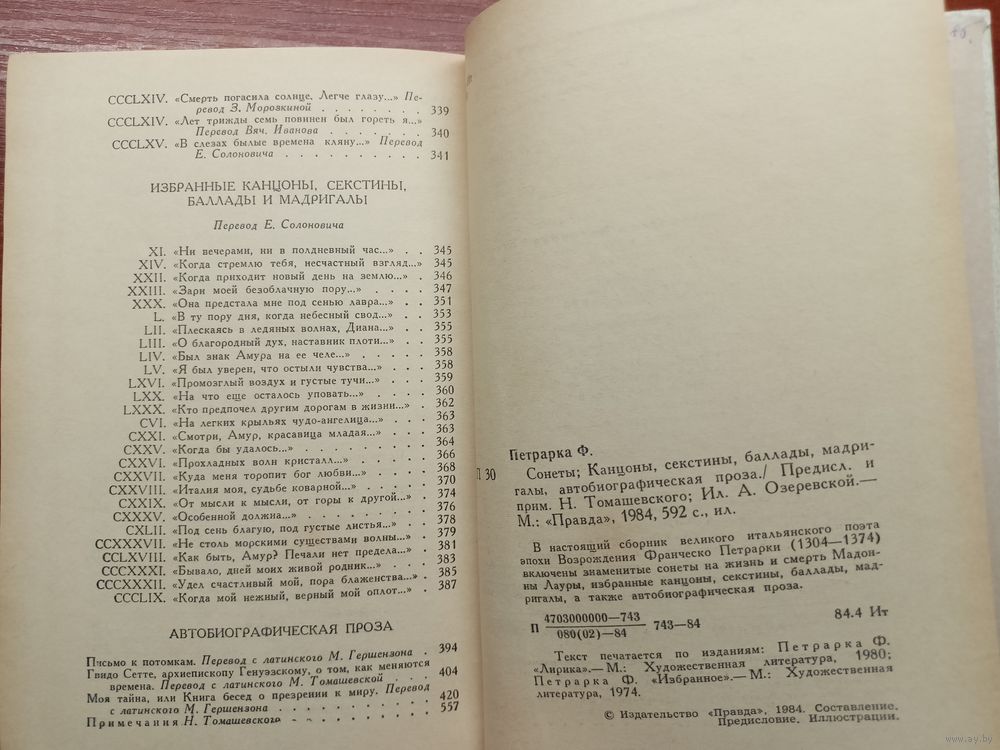 CCCLXIV. «Смерть погасила солнце. Легче глазу...» Пе-
ревод З. Морозкиной . . . . . . . 339
CCCLXIV. «Лет трижды семь повинен был гореть я...»
Перевод Вяч. Иванова . . . . . . . 340
CCCLXV. «В слезах былые времена кляну...» Перевод
Е. Солоновича . . . . . . . . . . 341
ИЗБРАННЫЕ КАНЦОНЫ, СЕКСТИНЫ,
БАЛЛАДЫ И МАДРИГАЛЫ
Перевод Е. Солоновича
XI. «Ни вечерами, ни в полдневный час...» . . 345
XIV. «Когда стремлю тебя, несчастный взгляд...» . 345
XXII. «Когда приходит новый день на землю...» . 346
XXIII. «Зари моей безоблачную пору...» . . . . 347
XXX. «Она предстала мне под сенью лавра...» . . 351
L. «В ту пору дня, когда небесный свод...» . . 353
LII. «Плескаясь в ледяных волнах, Диана...» . . 355
LIII. «О благородный дух, наставник плоти...» . . 355
LIV. «Был знак Амура на ее челе...» . . . . . 358
LV. «Я был уверен, что остыли чувства...» . . . 358
LXVI. «Промозглый воздух и густые тучи...» . . . 359
LXX. «На что еще осталось уповать...» . . . . 360
LXXX. «Кто предпочел другим дорогам в жизни...» . 362
CVI. «На легких крыльях чудо-ангелица...» . . . 363
CXXI. «Смотри, Амур, красавица младая...» . . . 363
CXXV. «Когда бы удалось...» . . . . . . . . 364
CXXVI. «Прохладных волн кристалл...» . . . . . 366
CXXVII. «Куда меня торопит бог любви...» . . . . 368
CXXVIII. «Италия моя, судьбе коварной...» . . . . 370
CXXIX. «От мысли к мысли, от горы к другой...» . . 374
CXXXV. «Особенной должна...» . . . . . . . . 376
CXLII. «Под сень благую, под густые листья...» . . 378
CCXXXVII. «Не столь морскими существами волны...» . 379
CCLXVIII. «Как быть, Амур? Печали нет предела...» . 381
CCCXXXI. «Бывало, дней моих живой родник...» . . 383
CCCXXXII. «Удел счастливый мой, пора блаженства...» . 385
CCCLIX. «Когда мой нежный, верный мой оплот...» . 387
АВТОБИОГРАФИЧЕСКАЯ ПРОЗА
Письмо к потомкам. Перевод с латинского М. Гершензона . 394
Гвидо Сетте, архиепископу Генуэзскому, о том, как меняются
времена. Перевод с латинского М. Томашевской . . . 404
Моя тайна, или Книга бесед о презрении к миру. Перевод
с латинского М. Гершензона . . . . . . . . . . 420
Примечания Н. Томашевского . . . . . . . . . 557
Петрарка Ф.
П 30 Сонеты; Канцоны, секстины, баллады, мадри-
галы, автобиографическая проза./ Предисл. и
прим. Н. Томашевского; Ил. А. Озеревской.—
М.: «Правда», 1984, 592 с., ил.
В настоящий сборник великого итальянского поэта
эпохи Возрождения Франческо Петрарки (1304—1374)
включены знаменитые сонеты на жизнь и смерть Мадон-
ны Лауры, избранные канцоны, секстины, баллады, мад-
ригалы, а также автобиографическая проза.
П 4703000000—743
080(02)—84 743—84
84.4 Ит
Текст печатается по изданиям: Петрарка Ф.
«Лирика».— М.: Художественная литература, 1980;
Петрарка Ф. «Избранное».— М.: Художественная
литература, 1974.
© Издательство «Правда», 1984. Составление.
Предисловие. Иллюстрации.
www.ay.by